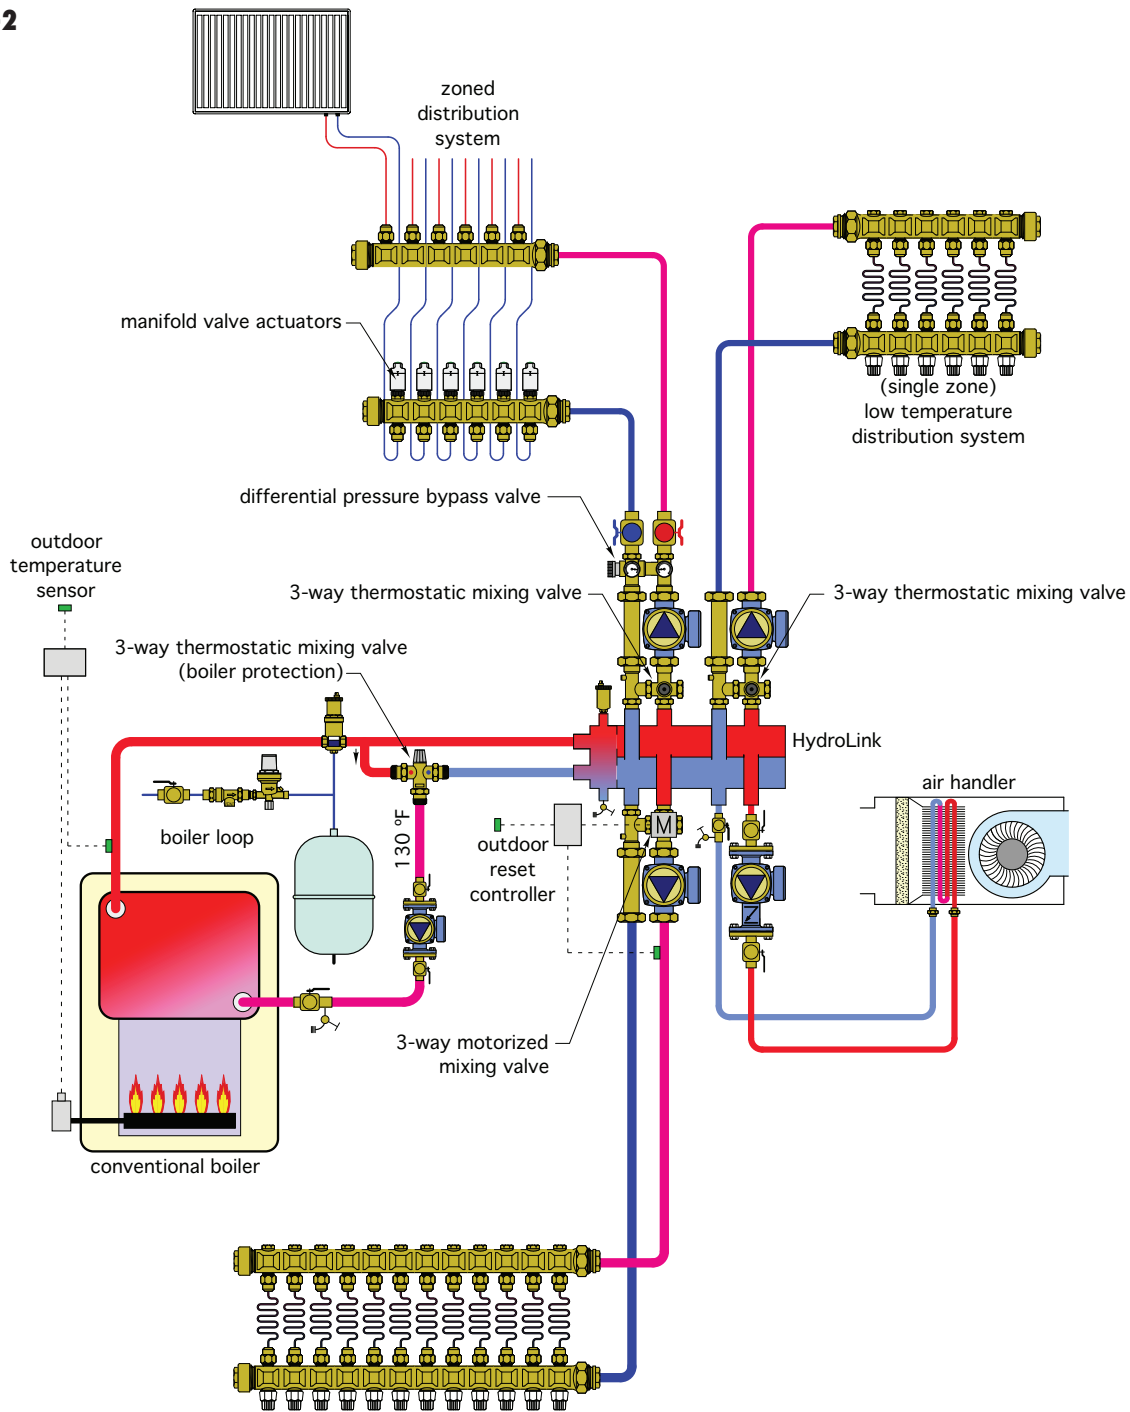 2
zoned
distribution
system
manifold valve actuators
(single zone)
low temperature
distribution system
differential pressure bypass valve
outdoor
temperature
sensor
3-way thermostatic mixing valve
3-way thermostatic mixing valve
3-way thermostatic mixing valve
(boiler protection)
HydroLink
air handler
boiler loop
130 ºF
M
outdoor
reset
controller
3-way motorized
mixing valve
conventional boiler